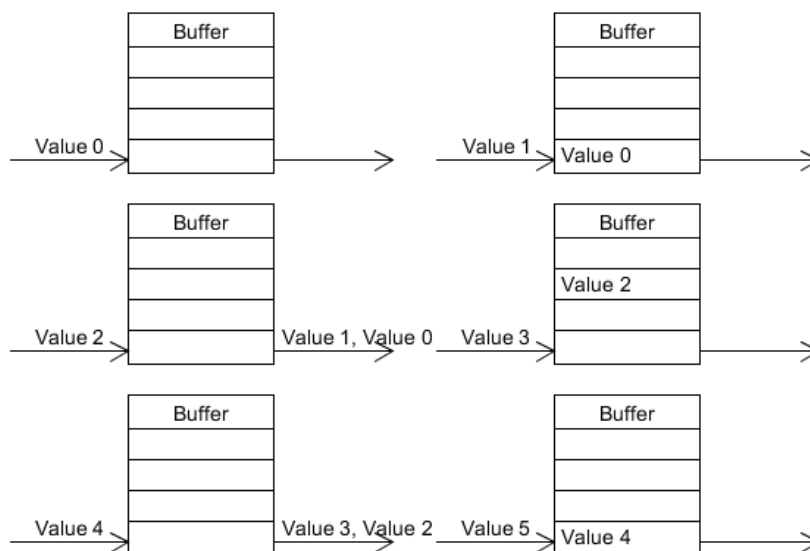 Buffer
Value 0
Buffer
Value 1
Value 0
Buffer
Value 2
Value 1, Value 0
Buffer
Value 2
Value 3
Buffer
Value 4
Value 3, Value 2
Buffer
Value 5
Value 4